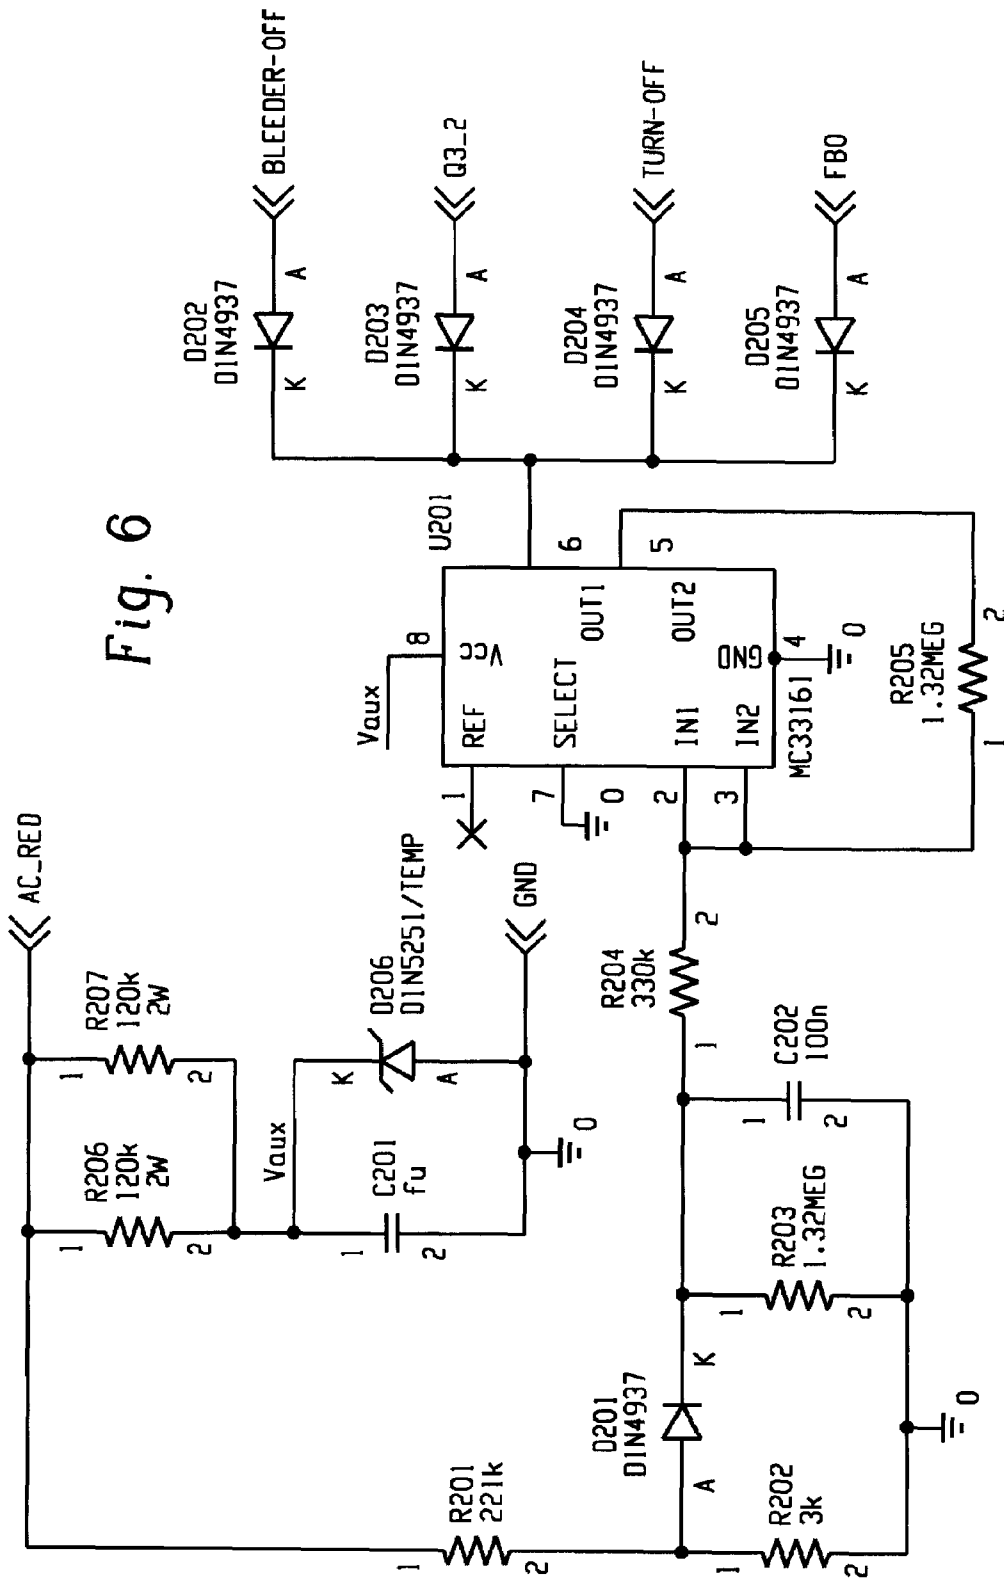 Fig. 6
AC_RED
1
R206
120k
2W
2
1
R207
120k
2W
2
Vaux
1
C201
fu
2
K
D206
D1N5251/TEMP
A
GND
0
1
R201
221k
2
D201
D1N4937
A
K
1
R202
3k
2
1
R203
1.32MEG
2
0
1
C202
100n
2
R204
330k
1
2
Vaux
8
U201
Vcc
1
REF
7
SELECT
0
2
IN1
3
IN2
OUT1
6
OUT2
5
GND
4
0
MC33161
R205
1.32MEG
1
2
D202
D1N4937
K
A
BLEEDER-OFF
D203
D1N4937
K
A
Q3_2
D204
D1N4937
K
A
TURN-OFF
D205
D1N4937
K
A
FBO